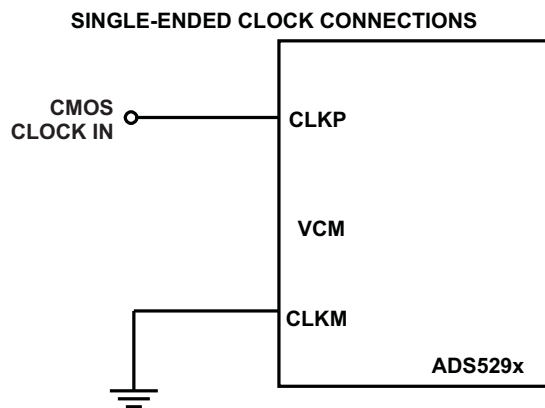 SINGLE-ENDED CLOCK CONNECTIONS
CMOS
CLOCK IN
CLKP
VCM
CLKM
ADS529x